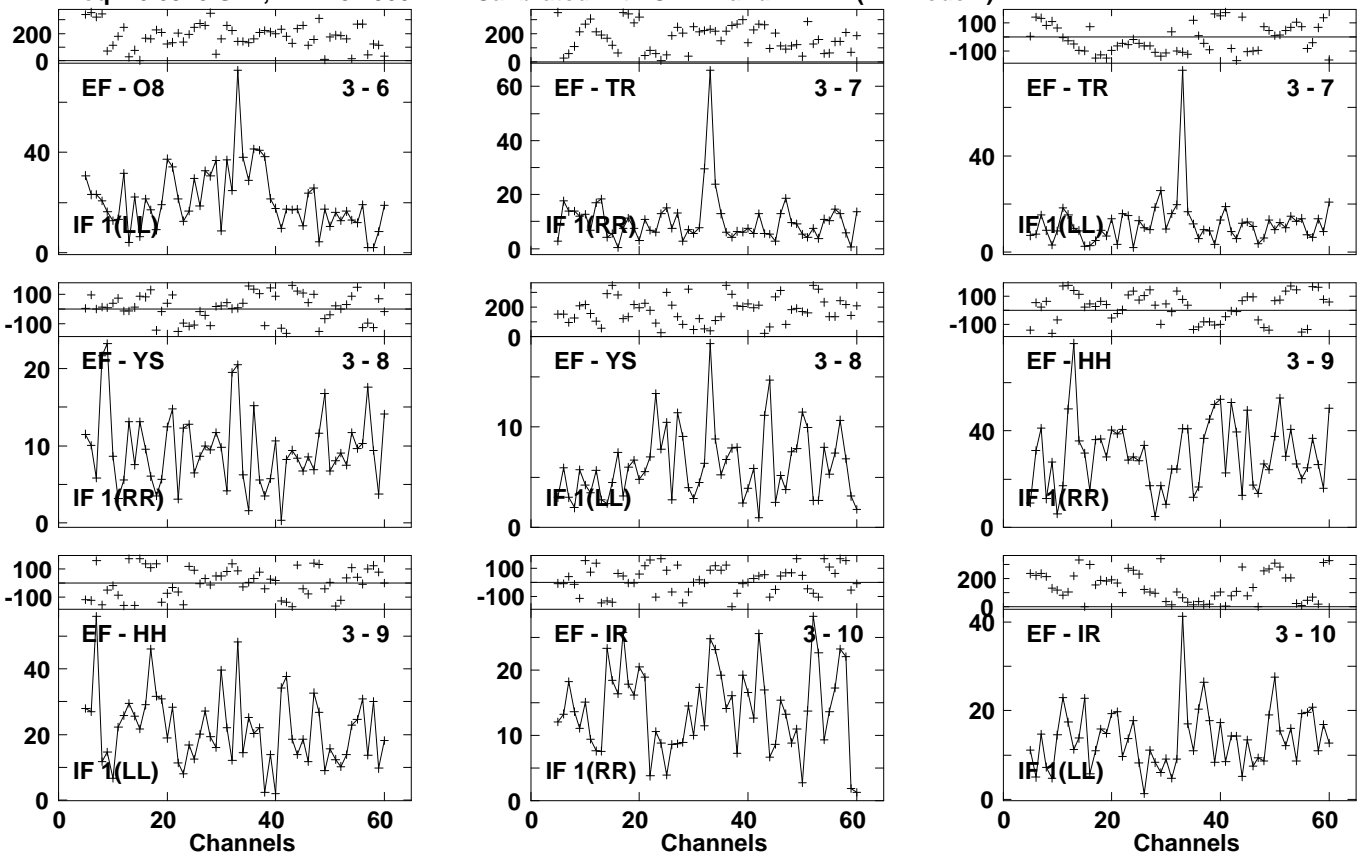 200
0
EF - O8 3 - 6
40
0
IF 1(LL)
200
0
EF - TR 3 - 7
60
40
20
0
IF 1(RR)
100
-100
EF - TR 3 - 7
40
20
0
IF 1(LL)
100
-100
EF - YS 3 - 8
20
10
0
IF 1(RR)
200
0
EF - YS 3 - 8
10
0
IF 1(LL)
100
-100
EF - HH 3 - 9
40
0
IF 1(RR)
100
-100
EF - HH 3 - 9
40
20
0
IF 1(LL)
0 20 40 60
Channels
100
-100
EF - IR 3 - 10
20
10
0
IF 1(RR)
0 20 40 60
Channels
200
0
EF - IR 3 - 10
40
20
0
IF 1(LL)
0 20 40 60
Channels